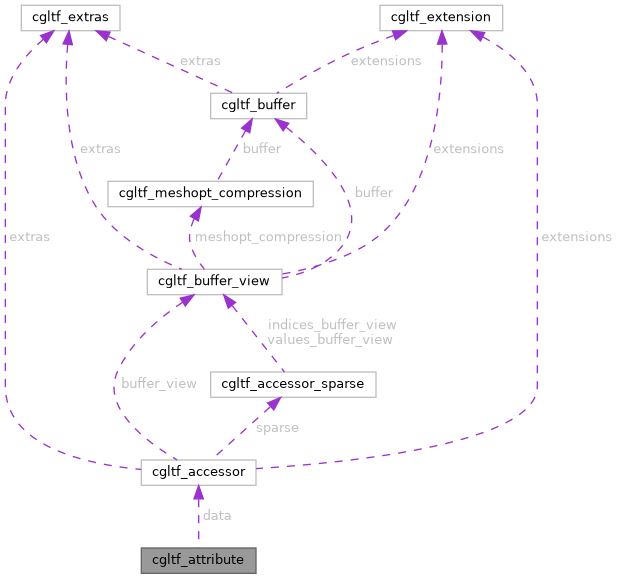 cgltf_extras
cgltf_extension
extras
extensions
cgltf_buffer
extras
buffer
extensions
cgltf_meshopt_compression
buffer
extras
meshopt_compression
extensions
cgltf_buffer_view
indices_buffer_view
values_buffer_view
buffer_view
cgltf_accessor_sparse
sparse
cgltf_accessor
data
cgltf_attribute